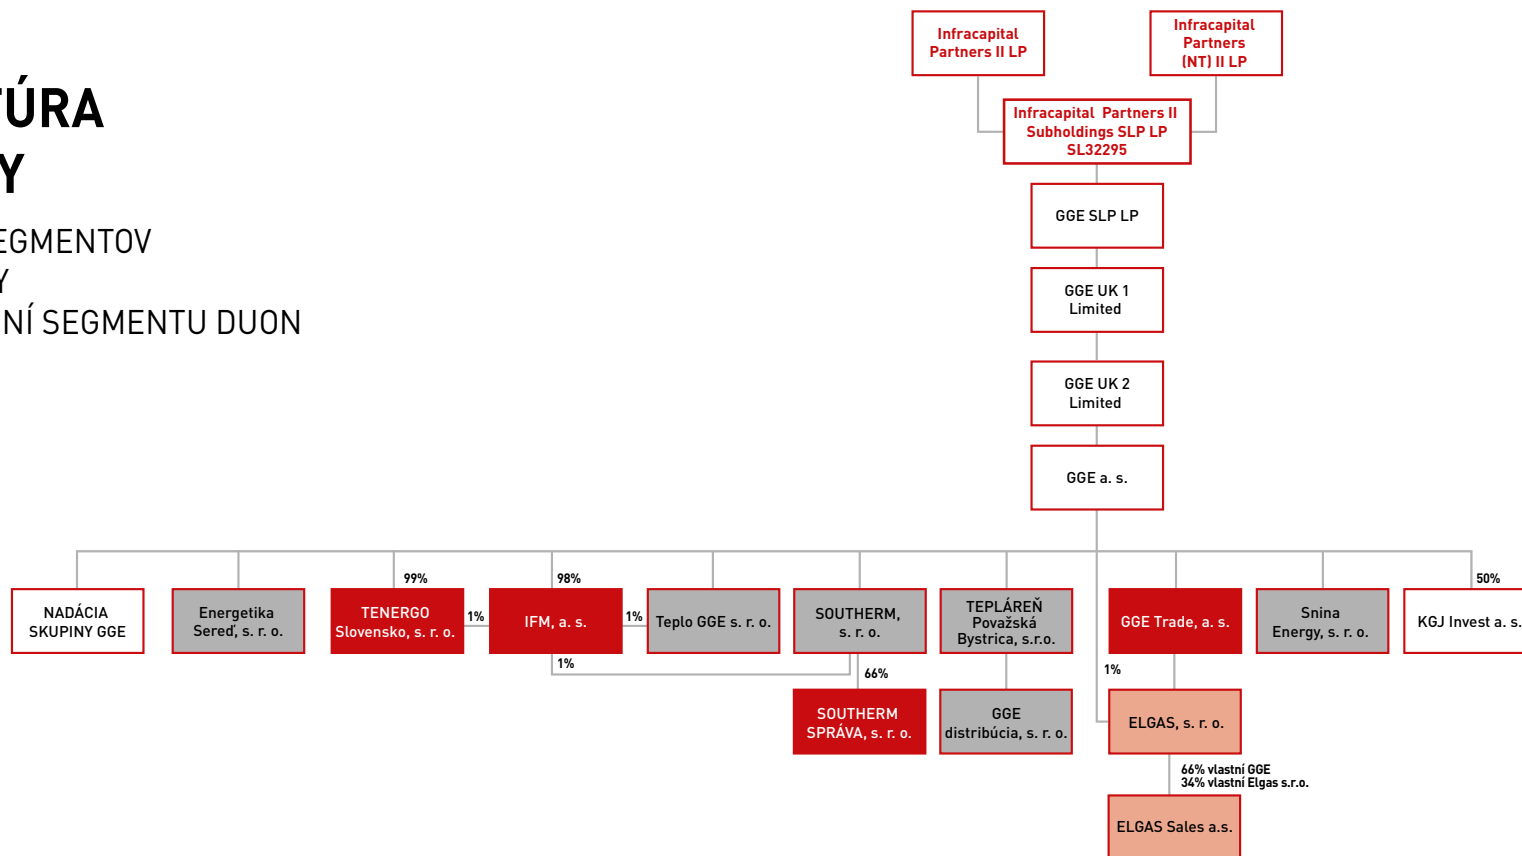 TÚRA
Y
EGMENTOV
Y
NÍ SEGMENTU DUON
Infracapital
Partners II LP
Infracapital
Partners
(NT) II LP
Infracapital Partners II
Subholdings SLP LP
SL32295
GGE SLP LP
GGE UK 1
Limited
GGE UK 2
Limited
GGE a. s.
99%
98%
50%
NADÁCIA
SKUPINY GGE
Energetika
Sereď, s. r. o.
TENERGO
Slovensko, s. r. o.
1%
IFM, a. s.
1%
Teplo GGE s. r. o.
SOUTHERM,
s. r. o.
TEPLÁREŇ
Považská
Bystrica, s.r.o.
GGE Trade, a. s.
Snina
Energy, s. r. o.
KGJ Invest a. s.
1%
66%
1%
SOUTHERM
SPRÁVA, s. r. o.
GGE
distribúcia, s. r. o.
ELGAS, s. r. o.
66% vlastní GGE
34% vlastní Elgas s.r.o.
ELGAS Sales a.s.